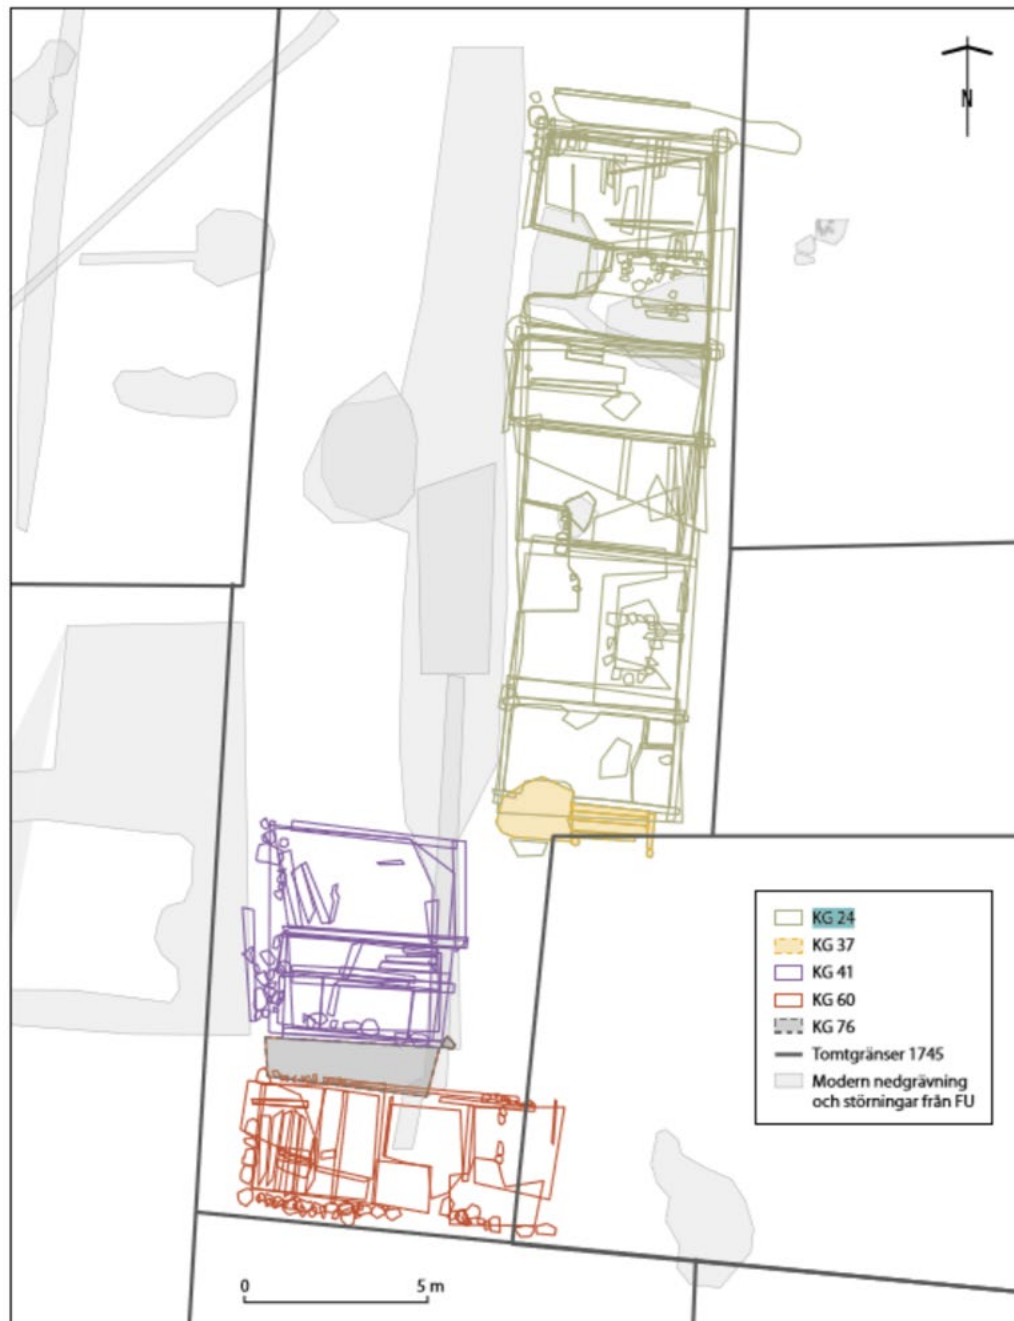 N
KG 24
KG 37
KG 41
KG 60
KG 76
Tomtgränser 1745
Modern nedgrävning
och störningar från FU
0 5 m